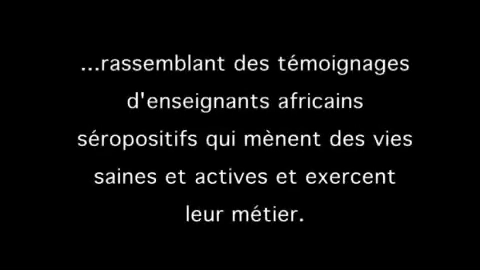 ...rassemblant des témoignages
d'enseignants africains
séropositifs qui mènent des vies
saines et actives et exercent
leur métier.